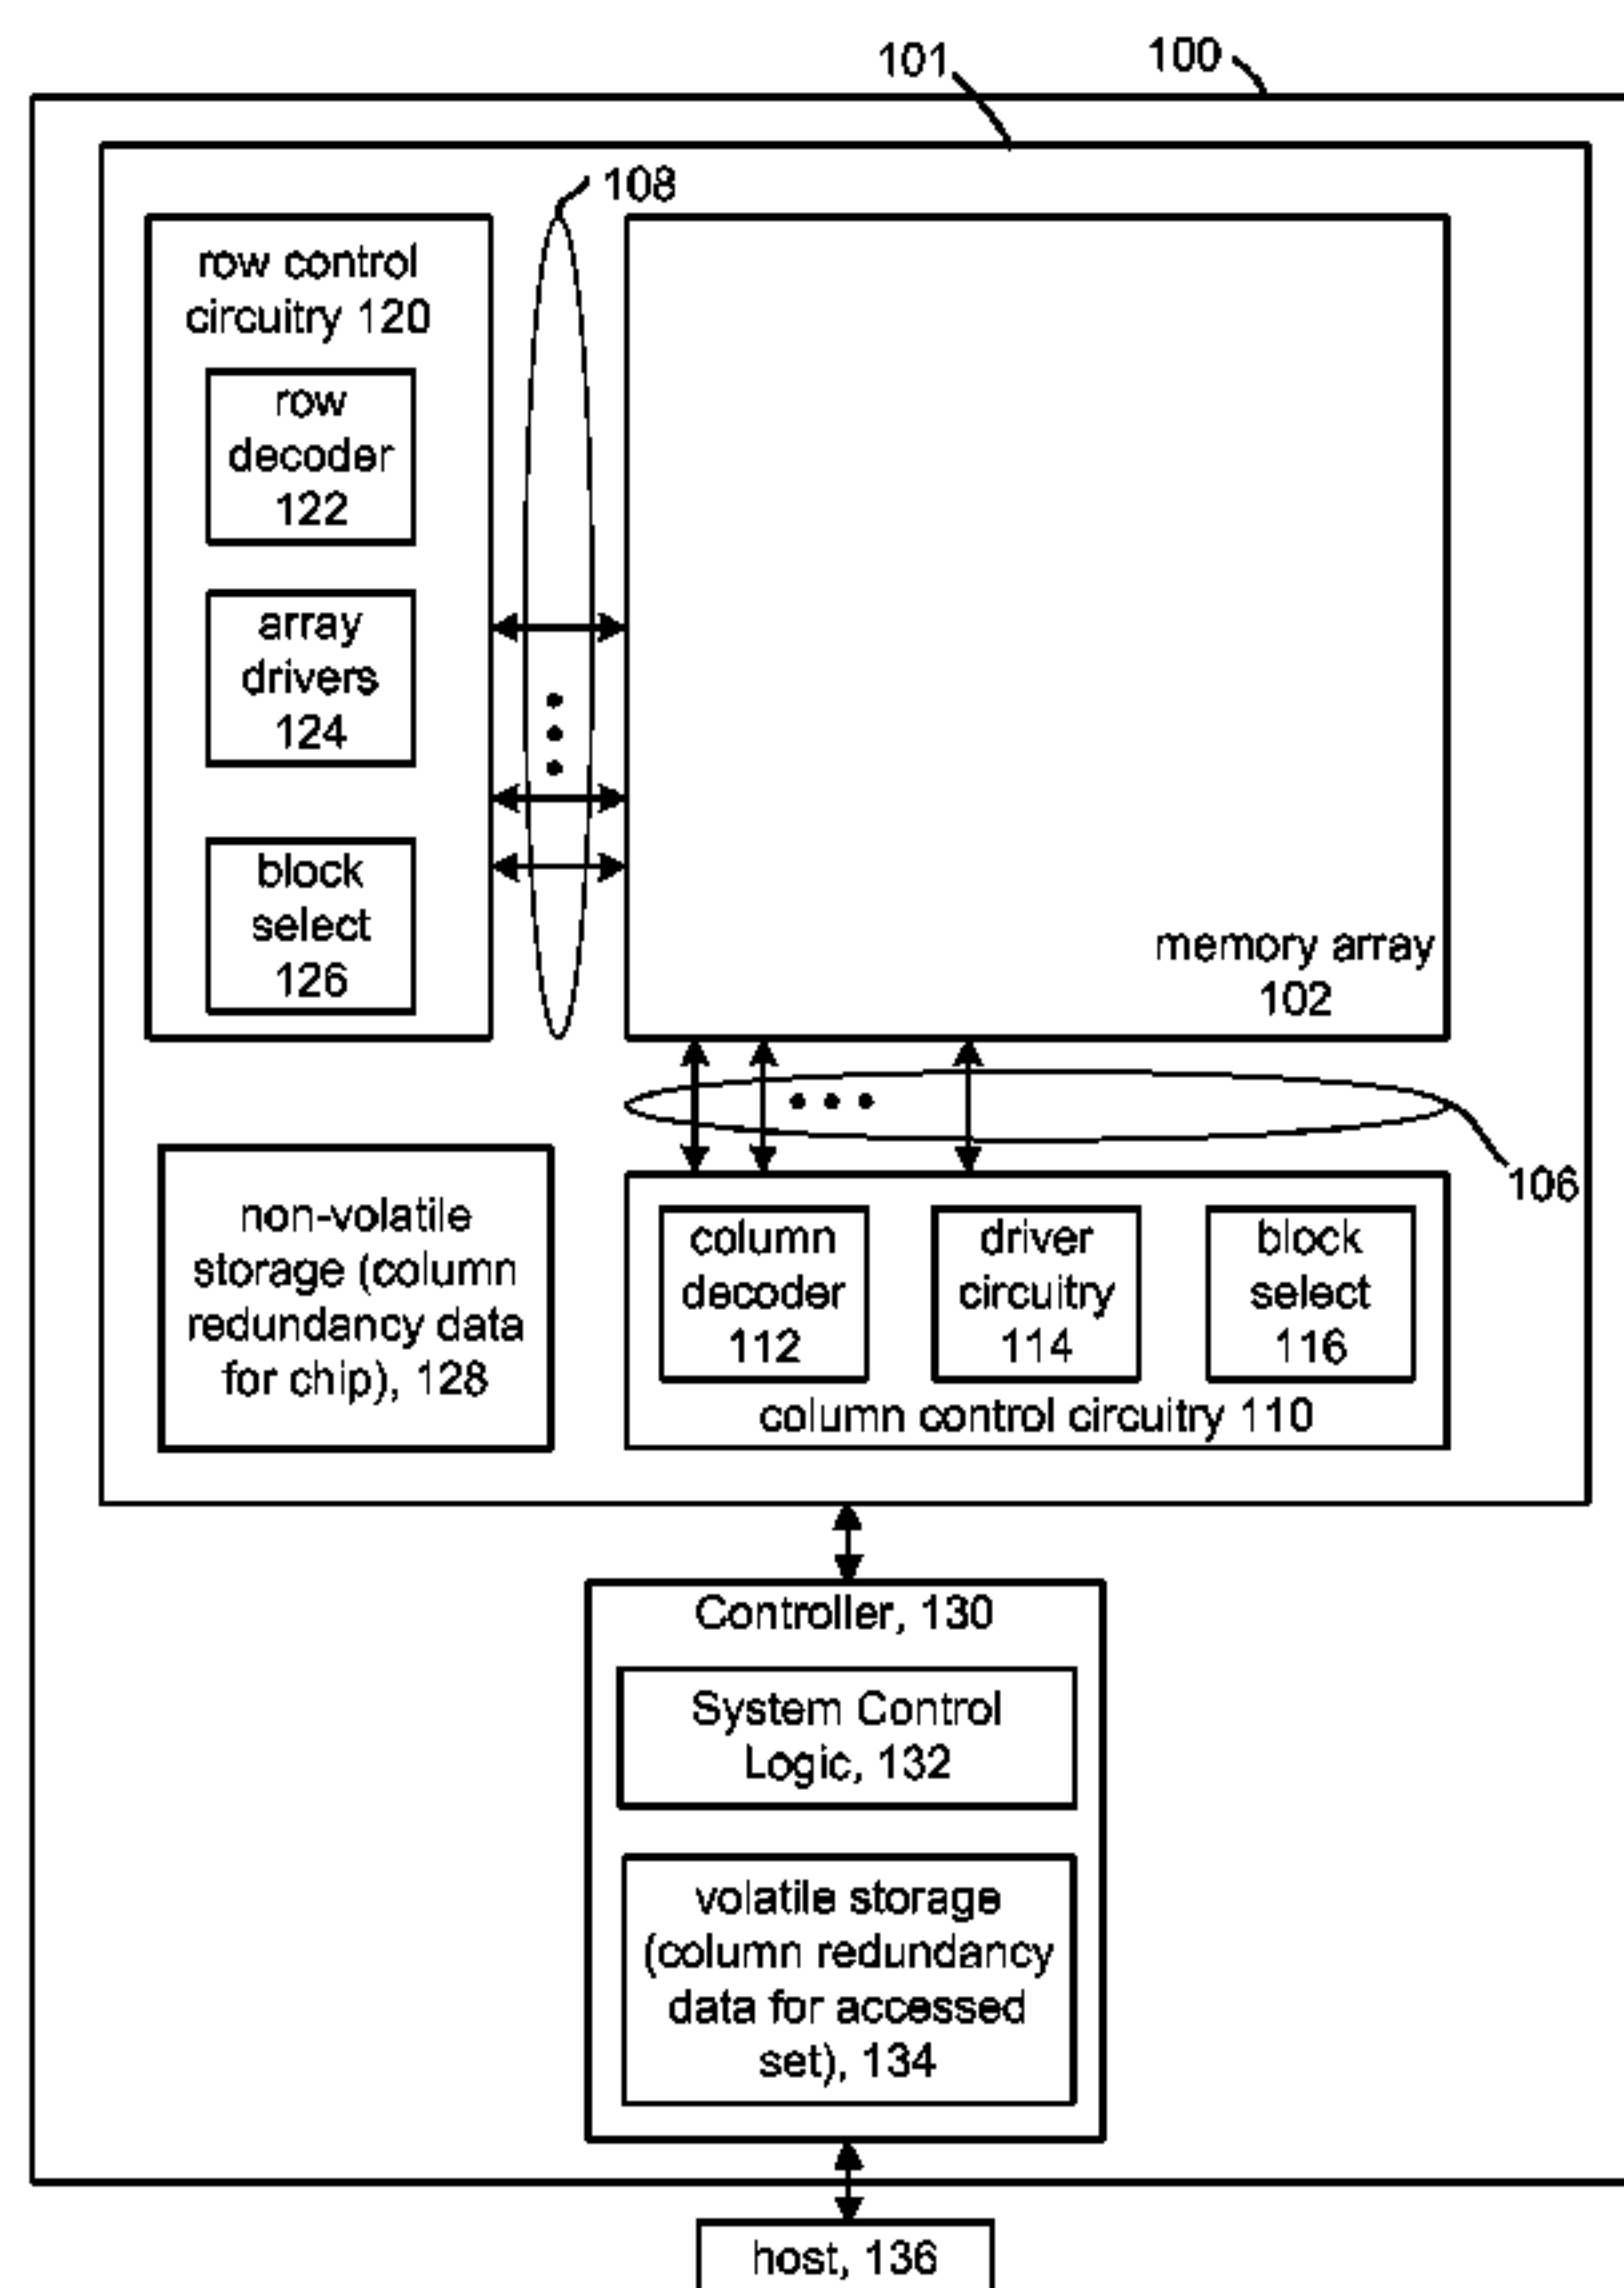 101
100
108
row control
circuitry 120
row
decoder
122
array
drivers
124
block
select
126
memory array
102
106
non-volatile
storage (column
redundancy data
for chip), 128
column
decoder
112
driver
circuitry
114
block
select
116
column control circuitry 110
Controller, 130
System Control
Logic, 132
volatile storage
(column redundancy
data for accessed
set), 134
host, 136